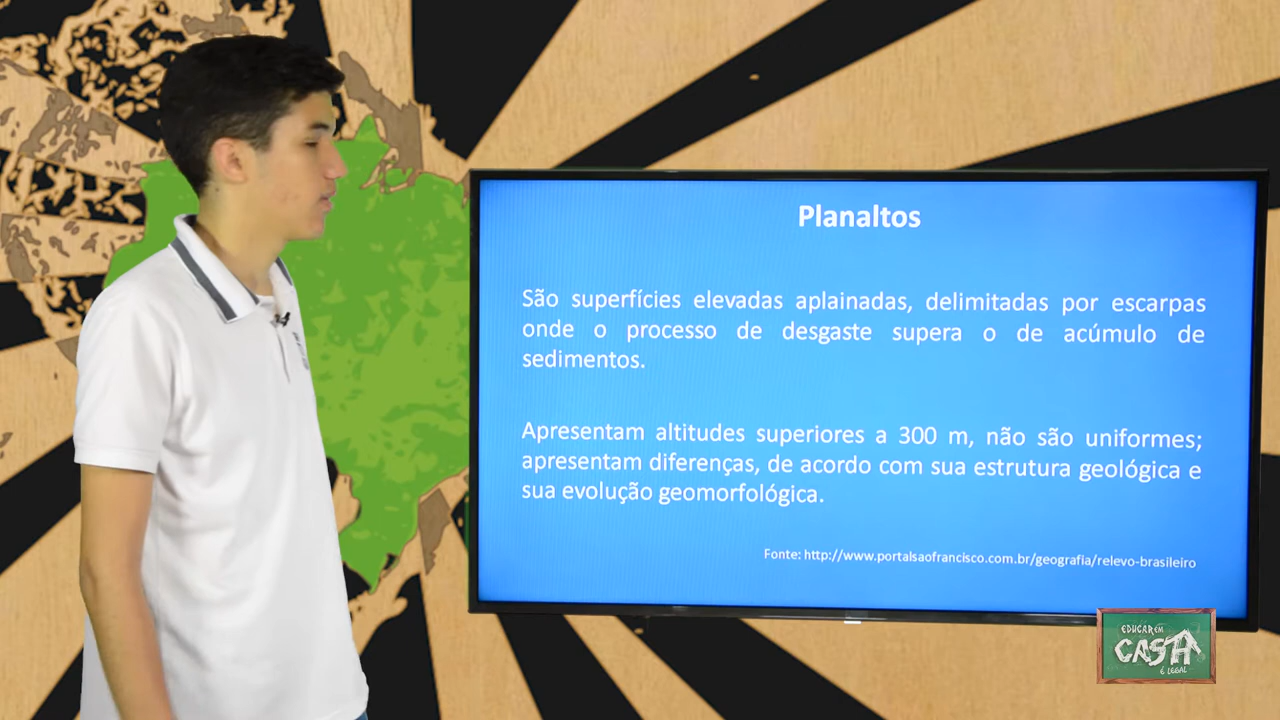 Planaltos
São superfícies elevadas aplainadas, delimitadas por escarpas
onde o processo de desgaste supera o de acúmulo de
sedimentos.
Apresentam altitudes superiores a 300 m, não são uniformes;
apresentam diferenças, de acordo com sua estrutura geológica e
sua evolução geomorfológica.
Fonte: http://www.portalsaofrancisco.com.br/geografia/relevo-brasileiro
EDUCAR EM
CASA
É LEGAL